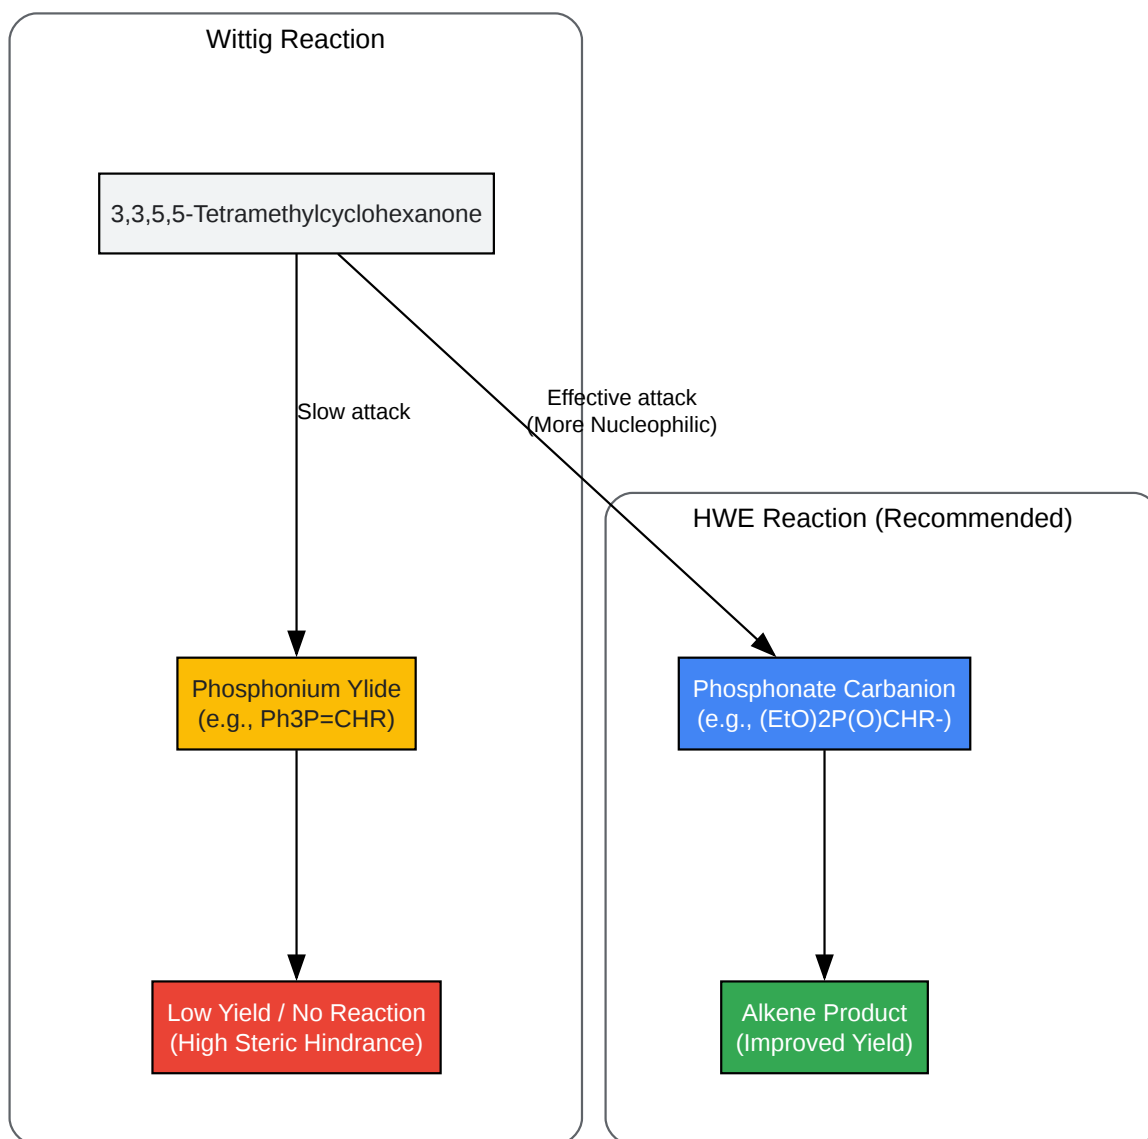 Wittig Reaction
3,3,5,5-Tetramethylcyclohexanone
Slow attack
Effective attack
(More Nucleophilic)
HWE Reaction (Recommended)
Phosphonium Ylide
(e.g., Ph3P=CHR)
Phosphonate Carbanion
(e.g., (EtO)2P(O)CHR-)
Low Yield / No Reaction
(High Steric Hindrance)
Alkene Product
(Improved Yield)